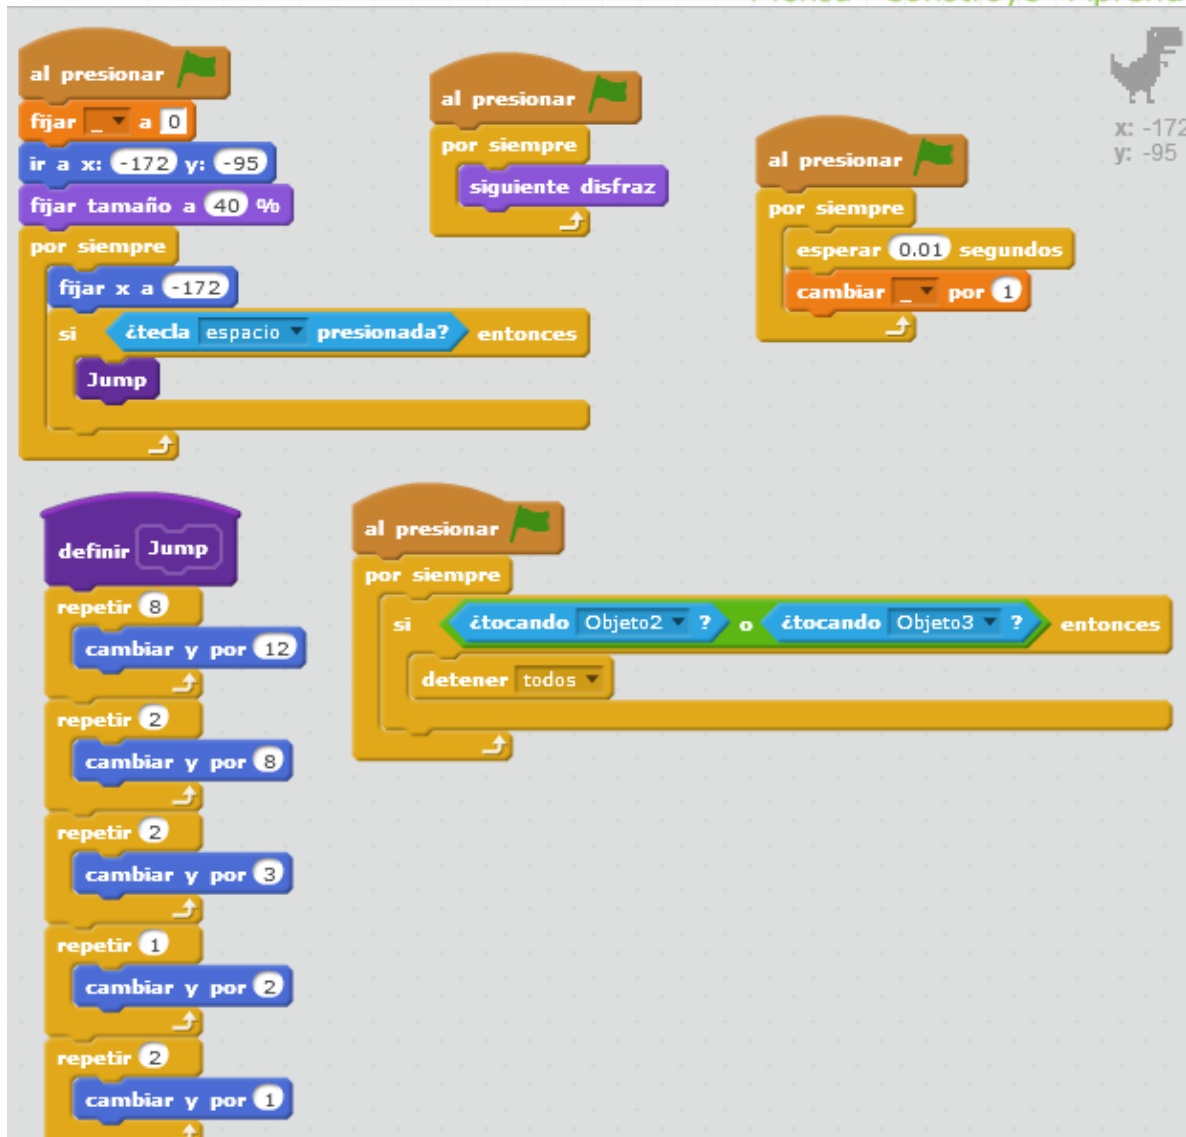 Piensa - Construye - Aprende
al presionar
fijar _ a 0
ir a x: -172 y: -95
fijar tamaño a 40 %
por siempre
fijar x a -172
si ¿tecla espacio presionada? entonces
Jump
al presionar
por siempre
siguiente disfraz
al presionar
por siempre
esperar 0.01 segundos
cambiar _ por 1
x: -172
y: -95
definir Jump
repetir 8
cambiar y por 12
repetir 2
cambiar y por 8
repetir 2
cambiar y por 3
repetir 1
cambiar y por 2
repetir 2
cambiar y por 1
al presionar
por siempre
si ¿tocando Objeto2 ? o ¿tocando Objeto3 ? entonces
detener todos